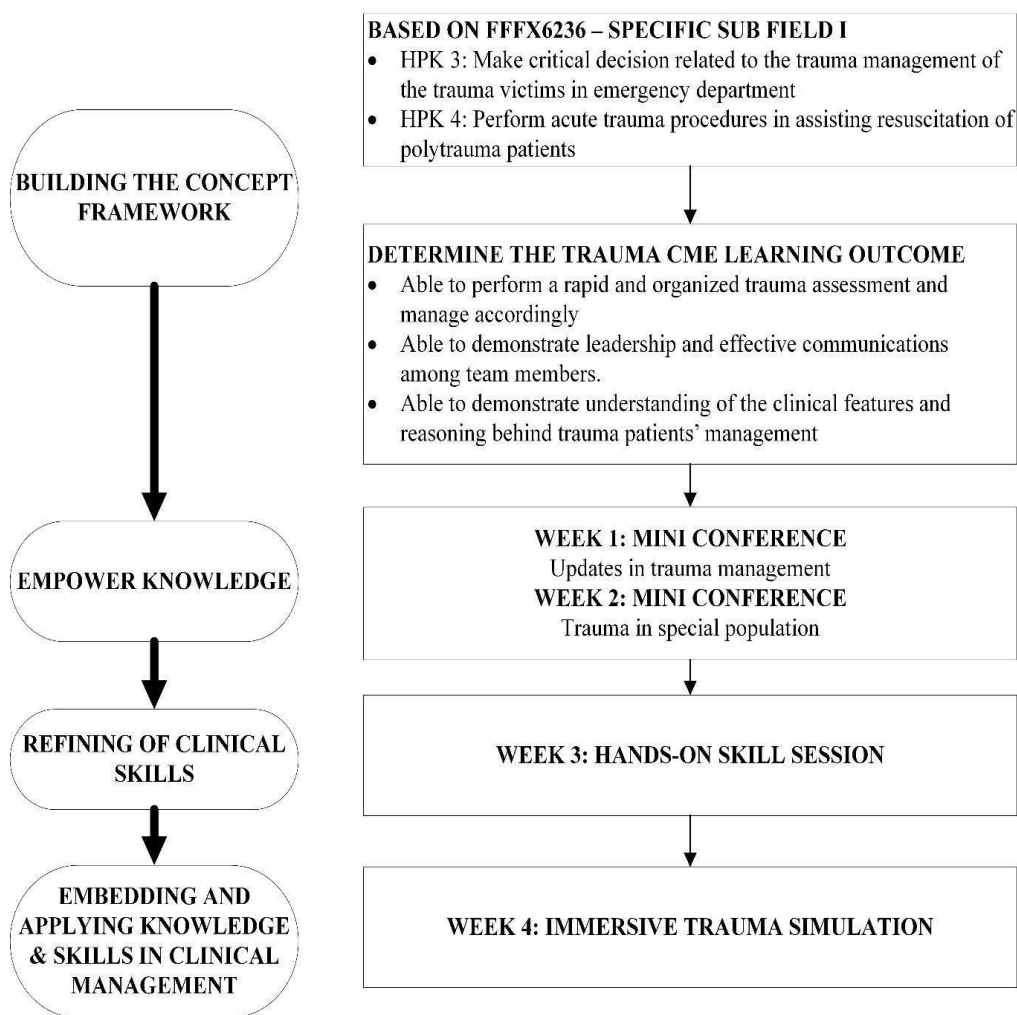 BASED ON FFFX6236 – SPECIFIC SUB FIELD I
• HPK 3: Make critical decision related to the trauma management of
the trauma victims in emergency department
• HPK 4: Perform acute trauma procedures in assisting resuscitation of
polytrauma patients
BUILDING THE CONCEPT
FRAMEWORK
DETERMINE THE TRAUMA CME LEARNING OUTCOME
• Able to perform a rapid and organized trauma assessment and
manage accordingly
• Able to demonstrate leadership and effective communications
among team members.
• Able to demonstrate understanding of the clinical features and
reasoning behind trauma patients’ management
EMPOWER KNOWLEDGE
WEEK 1: MINI CONFERENCE
Updates in trauma management
WEEK 2: MINI CONFERENCE
Trauma in special population
REFINING OF CLINICAL
SKILLS
WEEK 3: HANDS-ON SKILL SESSION
EMBEDDING AND
APPLYING KNOWLEDGE
& SKILLS IN CLINICAL
MANAGEMENT
WEEK 4: IMMERSIVE TRAUMA SIMULATION